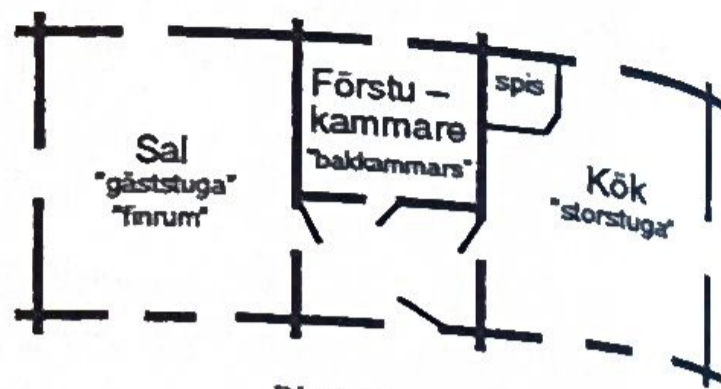 Sal
"gäststuga"
"finrum"
Förstu –
kammare
"bakkammars"
spis
Kök
"storstuga"